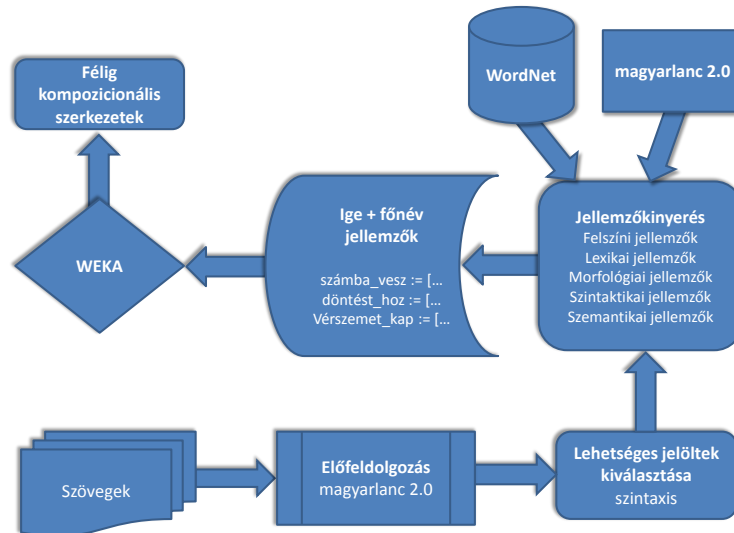 Félig
kompozicionális
szerkezetek
WordNet
magyarlanc 2.0
WEKA
Ige + főnév
jellemzők
számba_vesz := [...
döntést_hoz := [...
Vérszemet_kap := [...
Jellemzőkinyerés
Felszíni jellemzők
Lexikai jellemzők
Morfológiai jellemzők
Szintaktikai jellemzők
Szemantikai jellemzők
Szövegek
Előfeldolgozás
magyarlanc 2.0
Lehetséges jelöltek
kiválasztása
szintaxis